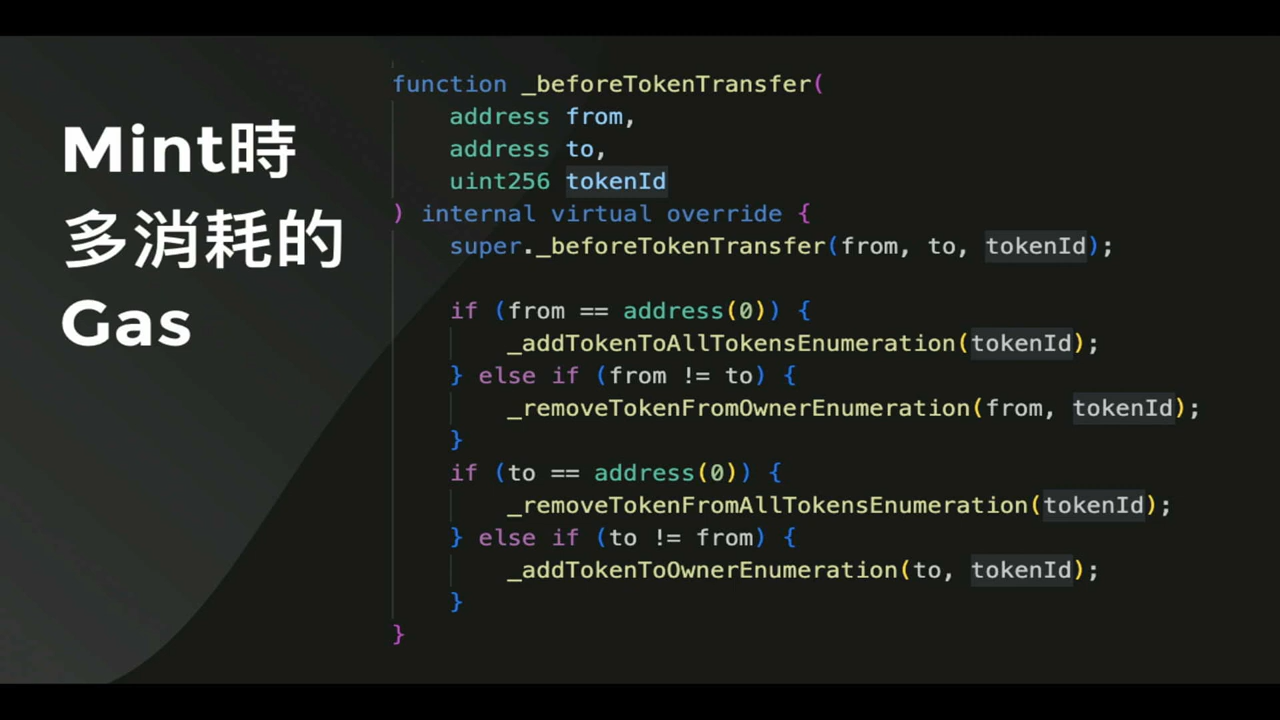 Mint時
多消耗的
Gas
function _beforeTokenTransfer(
    address from,
    address to,
    uint256 tokenId
) internal virtual override {
    super._beforeTokenTransfer(from, to, tokenId);

    if (from == address(0)) {
        _addTokenToAllTokensEnumeration(tokenId);
    } else if (from != to) {
        _removeTokenFromOwnerEnumeration(from, tokenId);
    }
    if (to == address(0)) {
        _removeTokenFromAllTokensEnumeration(tokenId);
    } else if (to != from) {
        _addTokenToOwnerEnumeration(to, tokenId);
    }
}